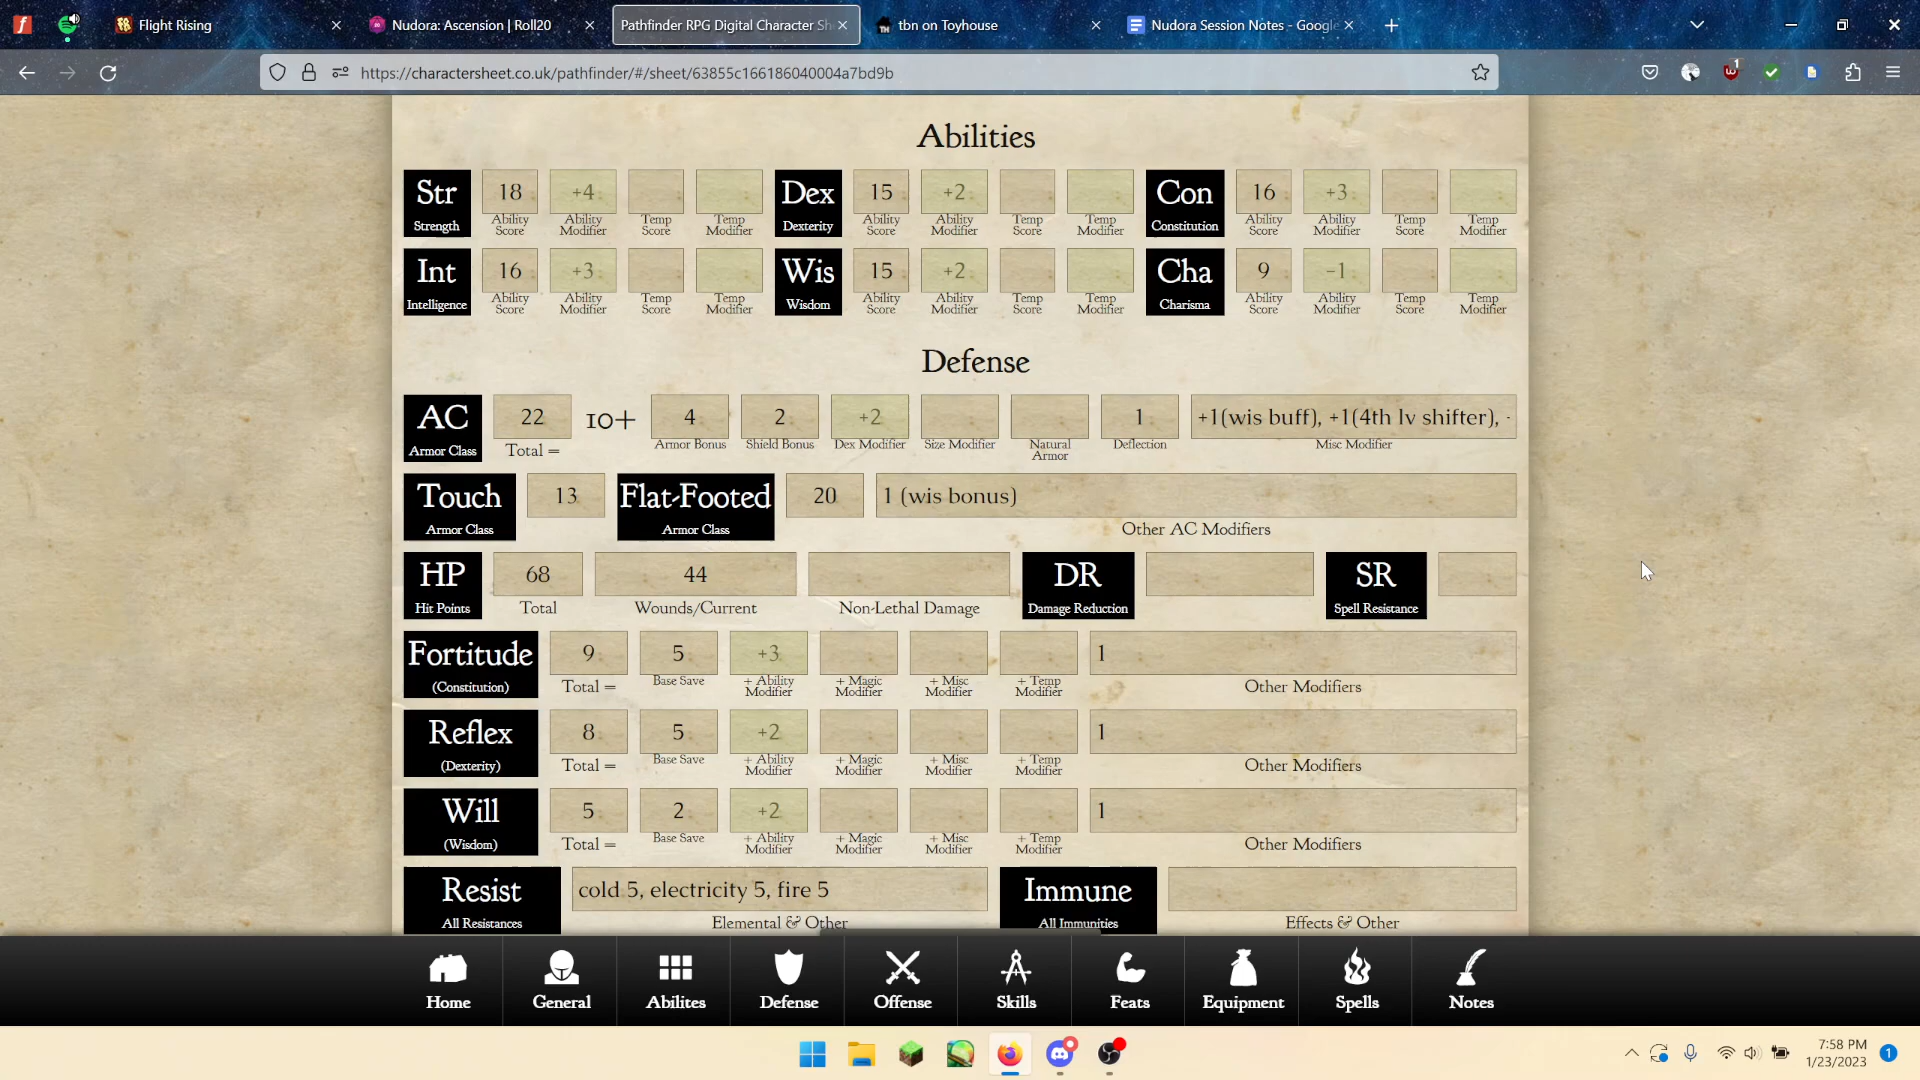 Flight Rising
Nudora: Ascension | Roll20
Pathfinder RPG Digital Character Sh
tbn on Toyhouse
Nudora Session Notes - Google
https://charactersheet.co.uk/pathfinder/#/sheet/63855c166186040004a7bd9b
1
Abilities
Str Strength 18 +4 Dex Dexterity 15 +2 Con Constitution 16 +3
Ability Score Ability Modifier Temp Score Temp Modifier Ability Score Ability Modifier Temp Score Temp Modifier Ability Score Ability Modifier Temp Score Temp Modifier
Int Intelligence 16 +3 Wis Wisdom 15 +2 Cha Charisma 9 -1
Ability Score Ability Modifier Temp Score Temp Modifier Ability Score Ability Modifier Temp Score Temp Modifier Ability Score Ability Modifier Temp Score Temp Modifier
Defense
AC 22 10+ 4 2 +2 1 +1(wis buff), +1(4th lv shifter), -
Armor Class Total = Armor Bonus Shield Bonus Dex Modifier Size Modifier Natural Armor Deflection Misc Modifier
Touch 13 Flat-Footed 20 1 (wis bonus)
Armor Class Armor Class Other AC Modifiers
HP 68 44 DR SR
Hit Points Total Wounds/Current Non-Lethal Damage Damage Reduction Spell Resistance
Fortitude 9 5 +3 1
(Constitution) Total = Base Save + Ability Modifier + Magic Modifier + Misc Modifier + Temp Modifier Other Modifiers
Reflex 8 5 +2 1
(Dexterity) Total = Base Save + Ability Modifier + Magic Modifier + Misc Modifier + Temp Modifier Other Modifiers
Will 5 2 +2 1
(Wisdom) Total = Base Save + Ability Modifier + Magic Modifier + Misc Modifier + Temp Modifier Other Modifiers
Resist cold 5, electricity 5, fire 5 Immune
All Resistances Elemental & Other All Immunities Effects & Other
Home General Abilites Defense Offense Skills Feats Equipment Spells Notes
7:58 PM
1/23/2023
1